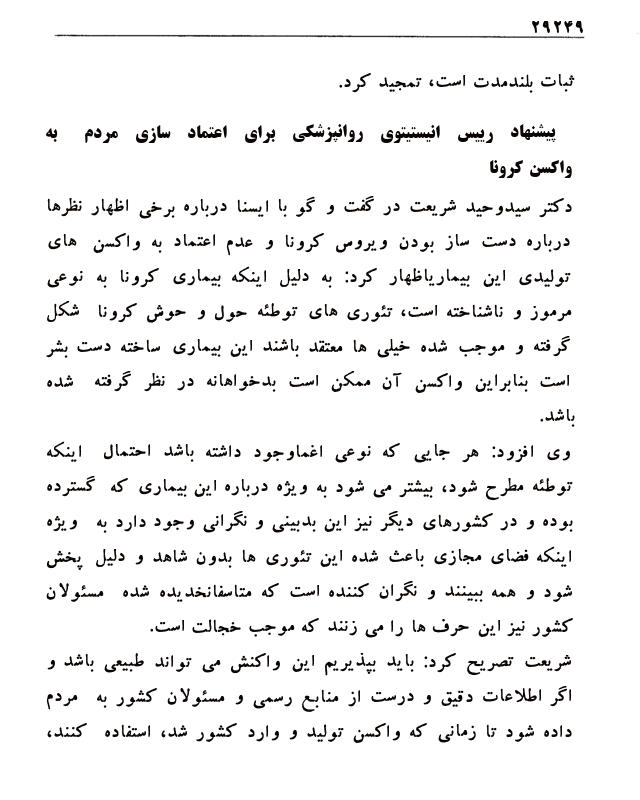 ۲۹۲۴۹
ثبات بلندمدت است، تمجید کرد.
پیشنهاد رییس انیستیتوی روانپزشکی برای اعتماد سازی مردم به
واکسن کرونا
دکتر سیدوحید شریعت در گفت و گو با ایسنا درباره برخی اظهار نظرها
درباره دست ساز بودن ویروس کرونا و عدم اعتماد به واکسن های
تولیدی این بیماریاظهار کرد: به دلیل اینکه بیماری کرونا به نوعی
مرموز و ناشناخته است، تئوری های توطئه حول و حوش کرونا شکل
گرفته و موجب شده خیلی ها معتقد باشند این بیماری ساخته دست بشر
است بنابراین واکسن آن ممکن است بدخواهانه در نظر گرفته شده
باشد.
وی افزود: هر جایی که نوعی اغماوجود داشته باشد احتمال اینکه
توطئه مطرح شود، بیشتر می شود به ویژه درباره این بیماری که گسترده
بوده و در کشورهای دیگر نیز این بدبینی و نگرانی وجود دارد به ویژه
اینکه فضای مجازی باعث شده این تئوری ها بدون شاهد و دلیل پخش
شود و همه ببینند و نگران کننده است که متاسفانخدیده شده مسئولان
کشور نیز این حرف ها را می زنند که موجب خجالت است.
شریعت تصریح کرد: باید بپذیریم این واکنش می تواند طبیعی باشد و
اگر اطلاعات دقیق و درست از منابع رسمی و مسئولان کشور به مردم
داده شود تا زمانی که واکسن تولید و وارد کشور شد، استفاده کنند،